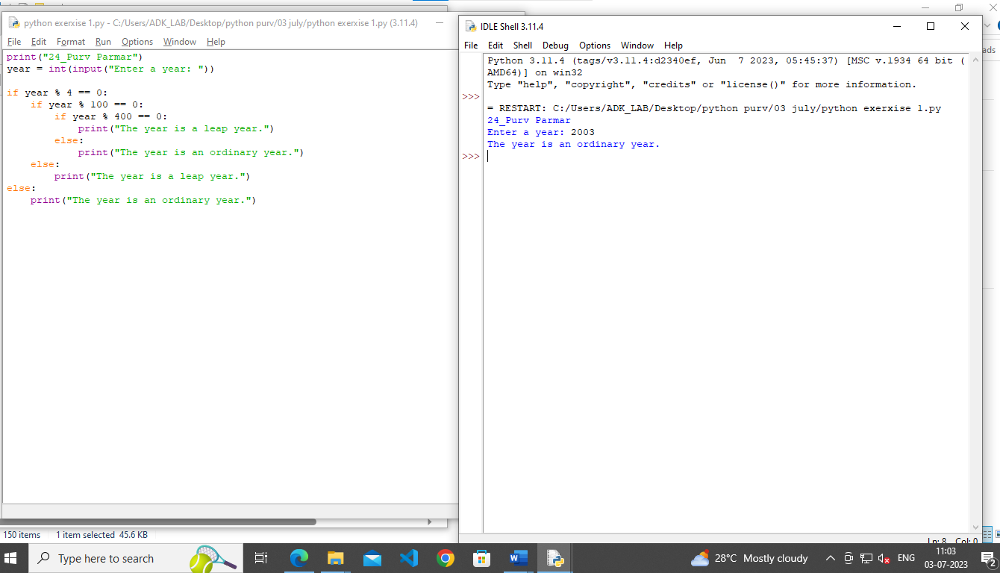 python exerxise 1.py - C:/Users/ADK_LAB/Desktop/python purv/03 july/python exerxise 1.py (3.11.4)
File Edit Format Run Options Window Help
print("24_Purv Parmar")
year = int(input("Enter a year: "))
if year % 4 == 0:
    if year % 100 == 0:
        if year % 400 == 0:
            print("The year is a leap year.")
        else:
            print("The year is an ordinary year.")
    else:
        print("The year is a leap year.")
else:
    print("The year is an ordinary year.")
IDLE Shell 3.11.4
File Edit Shell Debug Options Window Help
Python 3.11.4 (tags/v3.11.4:d2340ef, Jun  7 2023, 05:45:37) [MSC v.1934 64 bit (
AMD64)] on win32
Type "help", "copyright", "credits" or "license()" for more information.
>>>
= RESTART: C:/Users/ADK_LAB/Desktop/python purv/03 july/python exerxise 1.py
24_Purv Parmar
Enter a year: 2003
The year is an ordinary year.
>>>
Ln: 8 Col: 0
ads
150 items 1 item selected 45.6 KB
Type here to search
28°C Mostly cloudy
ENG
11:03
03-07-2023
2